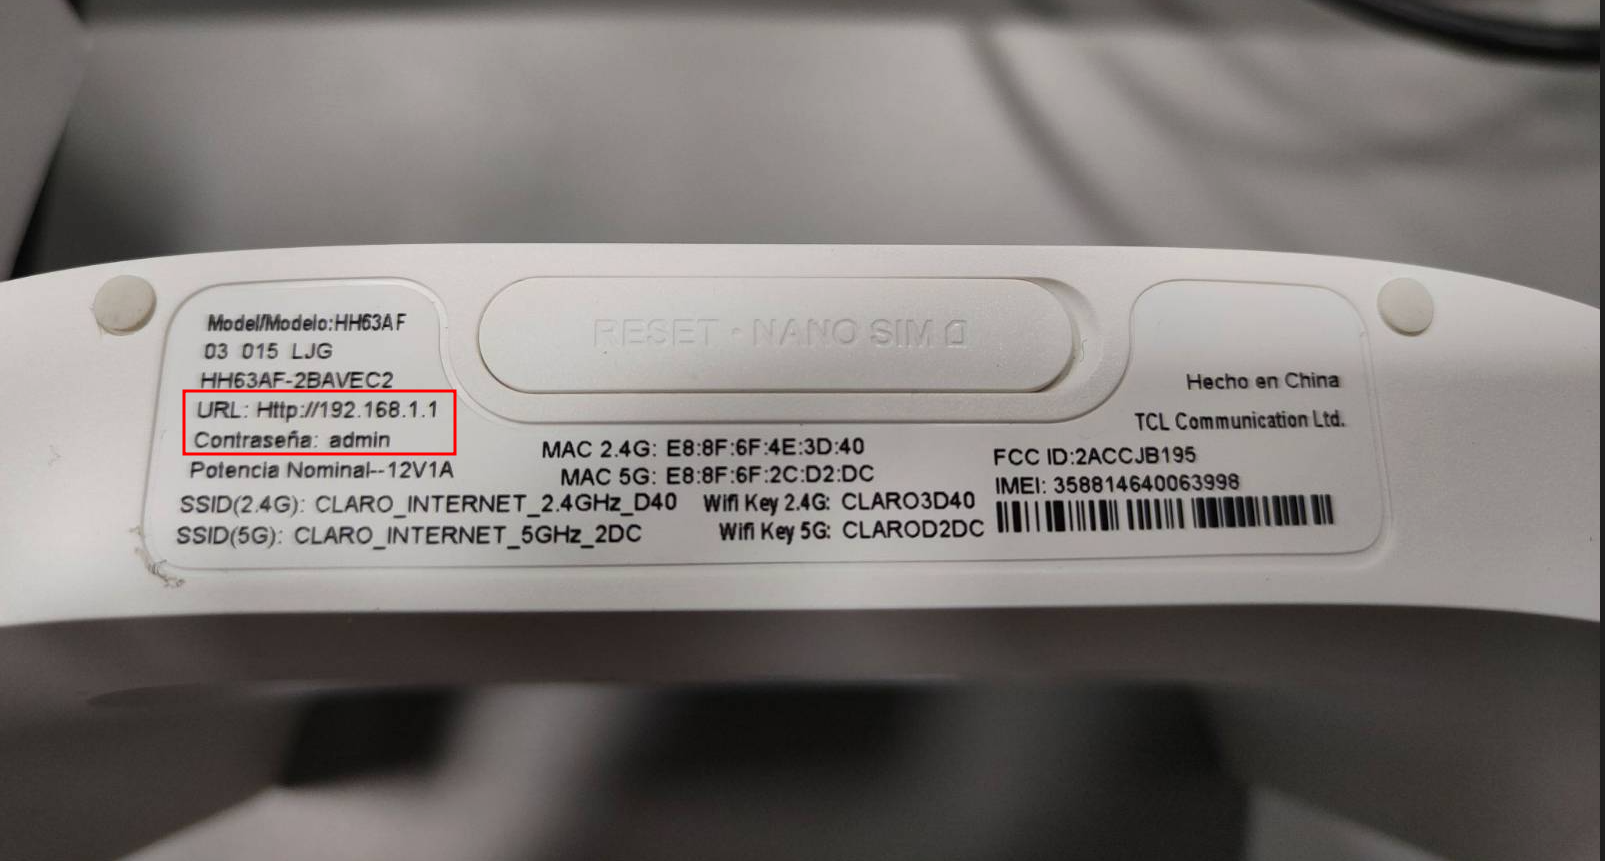 RESET · NANO SIM
Model/Modelo:HH63AF
03 015 LJG
HH63AF-2BAVEC2
URL: Http://192.168.1.1
Contraseña: admin
Potencia Nominal--12V1A
SSID(2.4G): CLARO_INTERNET_2.4GHz_D40
SSID(5G): CLARO_INTERNET_5GHz_2DC
MAC 2.4G: E8:8F:6F:4E:3D:40
MAC 5G: E8:8F:6F:2C:D2:DC
Wifi Key 2.4G: CLARO3D40
Wifi Key 5G: CLAROD2DC
Hecho en China
TCL Communication Ltd.
FCC ID:2ACCJB195
IMEI: 358814640063998